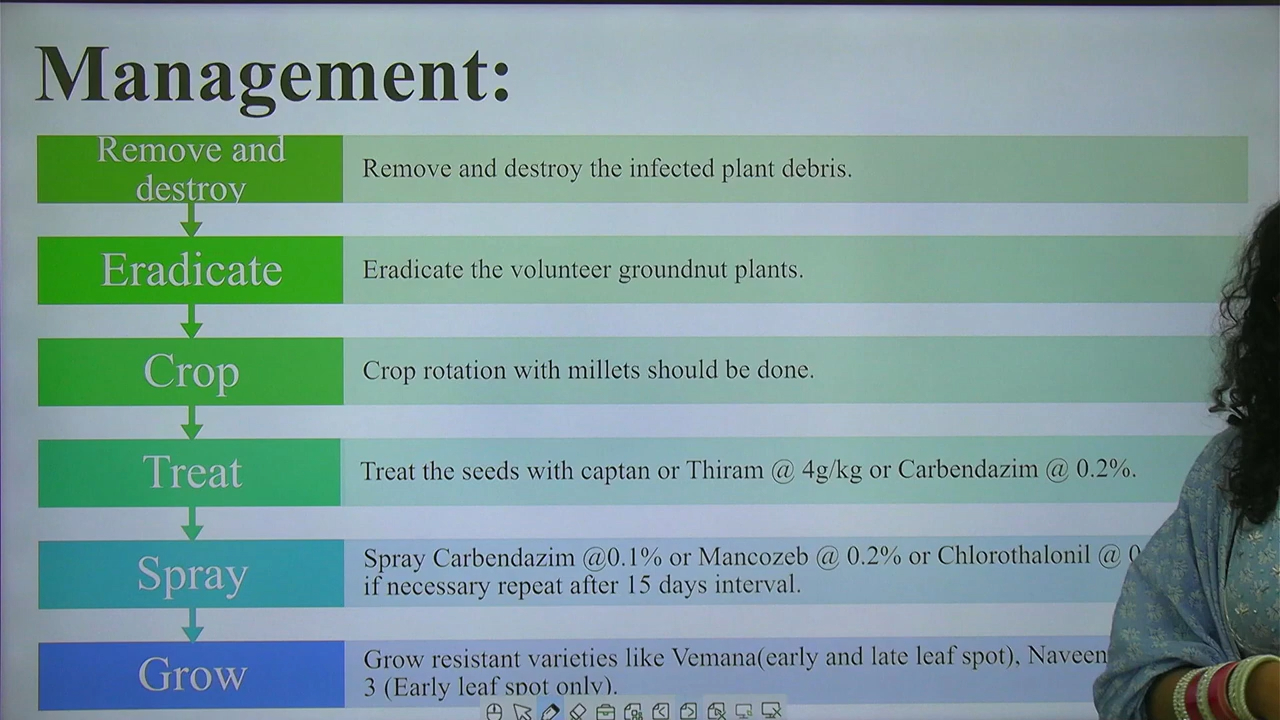 Management:
Remove and
destroy
Remove and destroy the infected plant debris.
Eradicate
Eradicate the volunteer groundnut plants.
Crop
Crop rotation with millets should be done.
Treat
Treat the seeds with captan or Thiram @ 4g/kg or Carbendazim @ 0.2%.
Spray
Spray Carbendazim @0.1% or Mancozeb @ 0.2% or Chlorothalonil @ 0
if necessary repeat after 15 days interval.
Grow
Grow resistant varieties like Vemana(early and late leaf spot), Naveen
3 (Early leaf spot only).